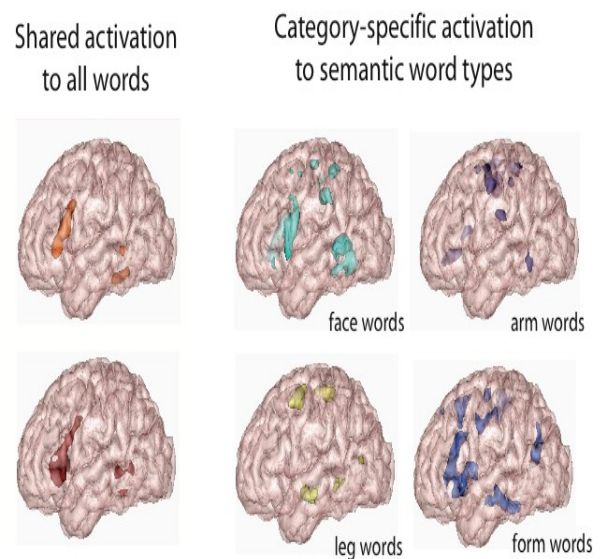 Shared activation
to all words
Category-specific activation
to semantic word types
face words
arm words
leg words
form words